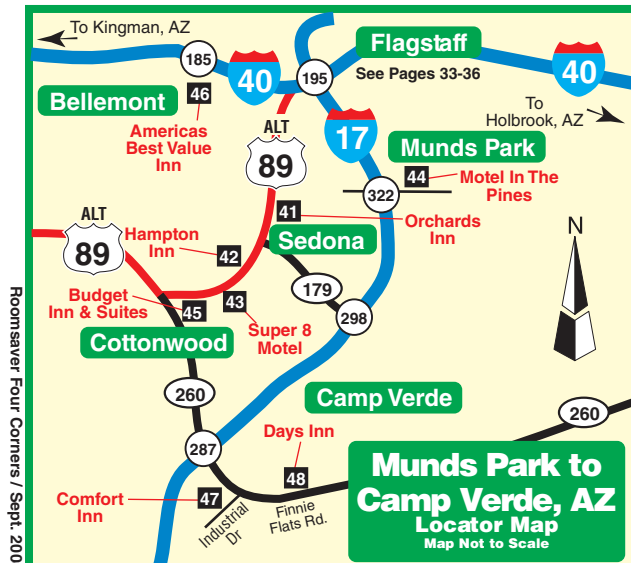 To Kingman, AZ
185
40
195
Flagstaff
See Pages 33-36
40
Bellemont
46
Americas
Best Value
Inn
17
To
Holbrook, AZ
ALT
89
Munds Park
44
Motel In The
Pines
322
41
Orchards
Inn
ALT
89
Hampton
Inn
42
Sedona
N
179
Budget
Inn & Suites
45
43
Super 8
Motel
298
Cottonwood
260
Camp Verde
260
287
Days Inn
48
Comfort
Inn
47
Industrial
Dr
Finnie
Flats Rd.
Munds Park to
Camp Verde, AZ
Locator Map
Map Not to Scale
Roomsaver Four Corners / Sept. 200